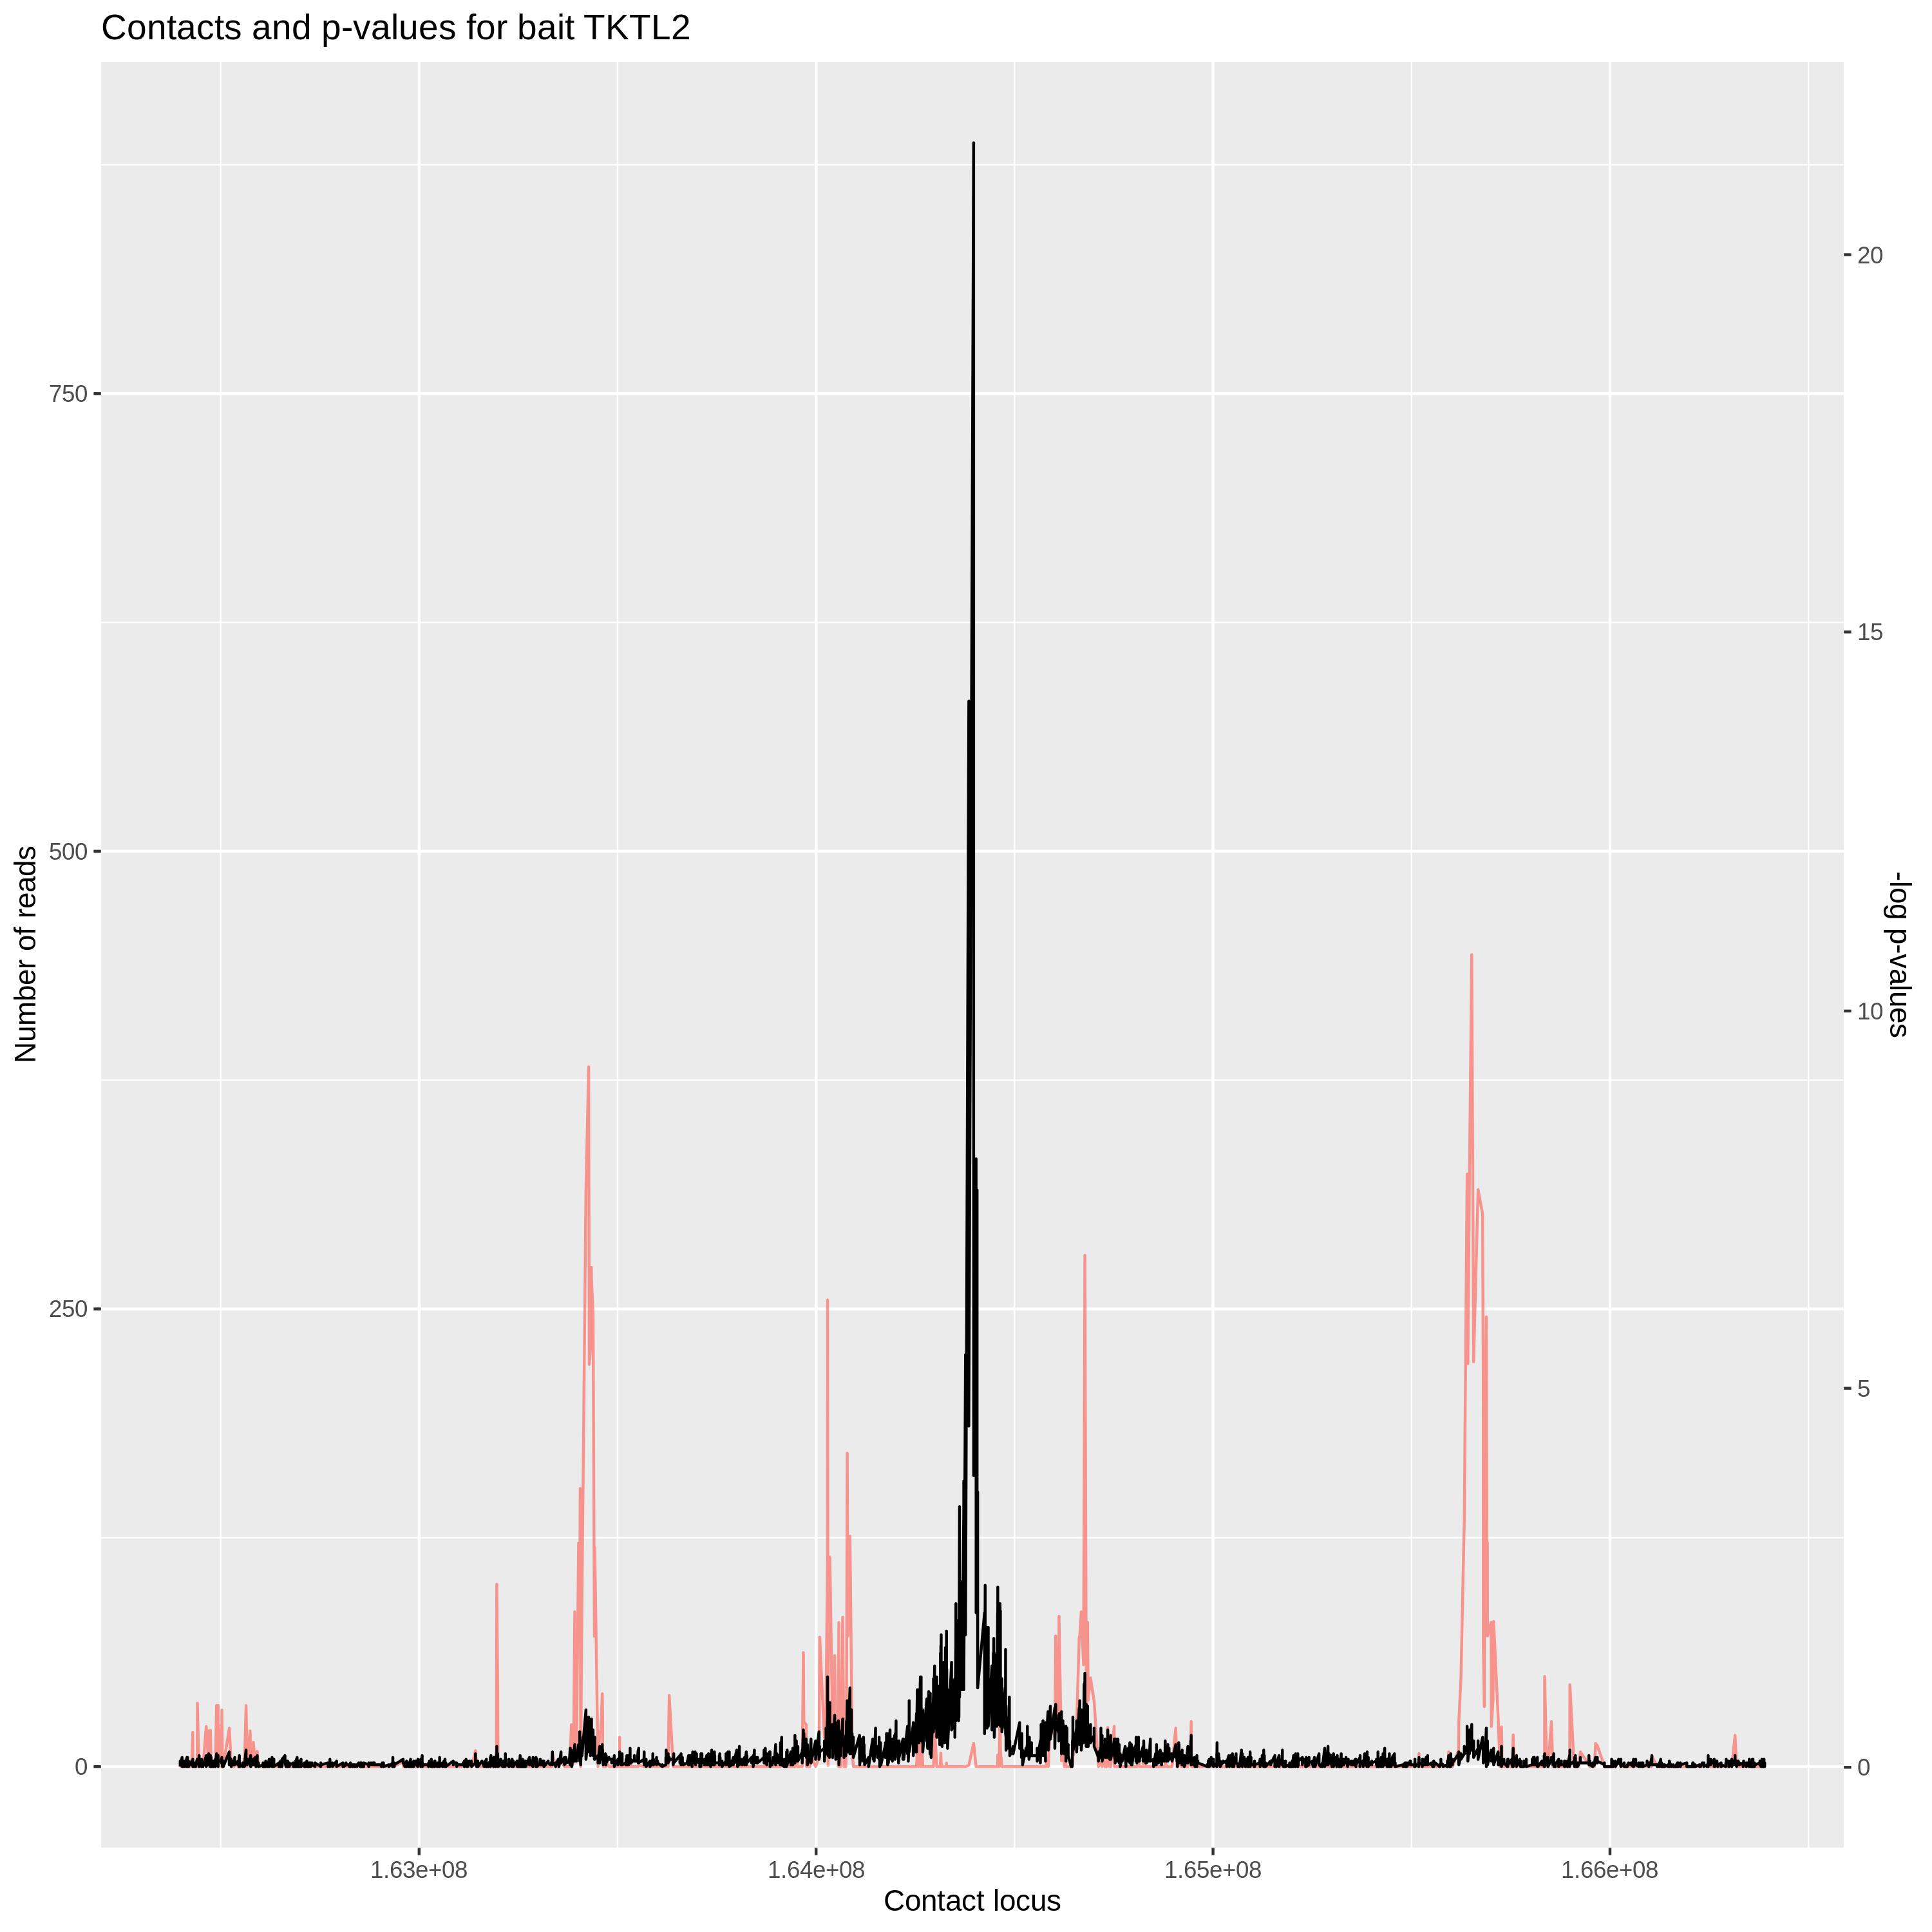 Contacts and p-values for bait TKTL2
Number of reads
750
500
250
0
20
15
10
5
0
-log p-values
1.63e+08
1.64e+08
1.65e+08
1.66e+08
Contact locus